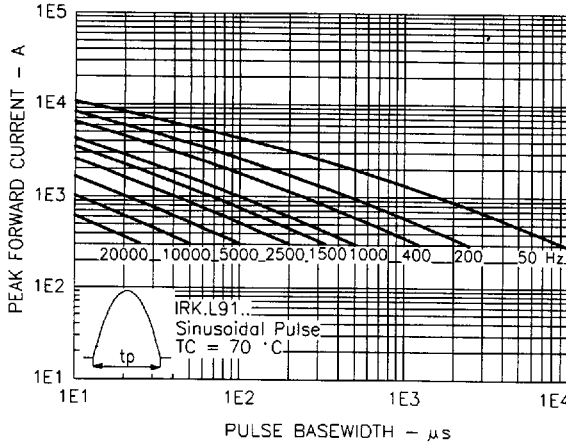 1E5
1E4
1E3
1E2
1E1
PEAK FORWARD CURRENT - A
20000 10000 5000 2500 1500 1000 400 200 50 Hz
IRK.L91..
Sinusoidal Pulse
TC = 70 °C
tp
1E1 1E2 1E3 1E4
PULSE BASEWIDTH - μs